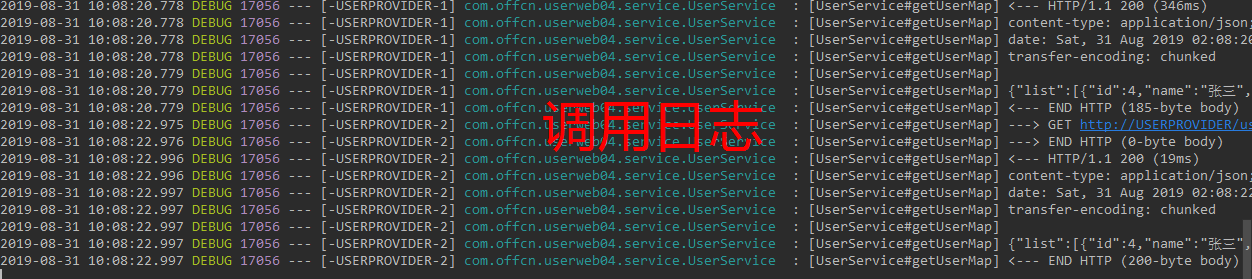 2019-08-31 10:08:20.778 DEBUG 17056 --- [-USERPROVIDER-1] com.offcn.userweb04.service.UserService : [UserService#getUserMap] <--- HTTP/1.1 200 (346ms)
2019-08-31 10:08:20.778 DEBUG 17056 --- [-USERPROVIDER-1] com.offcn.userweb04.service.UserService : [UserService#getUserMap] content-type: application/json;
2019-08-31 10:08:20.778 DEBUG 17056 --- [-USERPROVIDER-1] com.offcn.userweb04.service.UserService : [UserService#getUserMap] date: Sat, 31 Aug 2019 02:08:20
2019-08-31 10:08:20.778 DEBUG 17056 --- [-USERPROVIDER-1] com.offcn.userweb04.service.UserService : [UserService#getUserMap] transfer-encoding: chunked
2019-08-31 10:08:20.779 DEBUG 17056 --- [-USERPROVIDER-1] com.offcn.userweb04.service.UserService : [UserService#getUserMap]
2019-08-31 10:08:20.779 DEBUG 17056 --- [-USERPROVIDER-1] com.offcn.userweb04.service.UserService : [UserService#getUserMap] {"list":[{"id":4,"name":"张三",
2019-08-31 10:08:20.779 DEBUG 17056 --- [-USERPROVIDER-1] com.offcn.userweb04.service.UserService : [UserService#getUserMap] <--- END HTTP (185-byte body)
2019-08-31 10:08:22.975 DEBUG 17056 --- [-USERPROVIDER-2] com.offcn.userweb04.service.UserService : [UserService#getUserMap] ---> GET http://USERPROVIDER/us
调用日志
2019-08-31 10:08:22.976 DEBUG 17056 --- [-USERPROVIDER-2] com.offcn.userweb04.service.UserService : [UserService#getUserMap] ---> END HTTP (0-byte body)
2019-08-31 10:08:22.996 DEBUG 17056 --- [-USERPROVIDER-2] com.offcn.userweb04.service.UserService : [UserService#getUserMap] <--- HTTP/1.1 200 (19ms)
2019-08-31 10:08:22.996 DEBUG 17056 --- [-USERPROVIDER-2] com.offcn.userweb04.service.UserService : [UserService#getUserMap] content-type: application/json;
2019-08-31 10:08:22.997 DEBUG 17056 --- [-USERPROVIDER-2] com.offcn.userweb04.service.UserService : [UserService#getUserMap] date: Sat, 31 Aug 2019 02:08:22
2019-08-31 10:08:22.997 DEBUG 17056 --- [-USERPROVIDER-2] com.offcn.userweb04.service.UserService : [UserService#getUserMap] transfer-encoding: chunked
2019-08-31 10:08:22.997 DEBUG 17056 --- [-USERPROVIDER-2] com.offcn.userweb04.service.UserService : [UserService#getUserMap]
2019-08-31 10:08:22.997 DEBUG 17056 --- [-USERPROVIDER-2] com.offcn.userweb04.service.UserService : [UserService#getUserMap] {"list":[{"id":4,"name":"张三",
2019-08-31 10:08:22.997 DEBUG 17056 --- [-USERPROVIDER-2] com.offcn.userweb04.service.UserService : [UserService#getUserMap] <--- END HTTP (200-byte body)